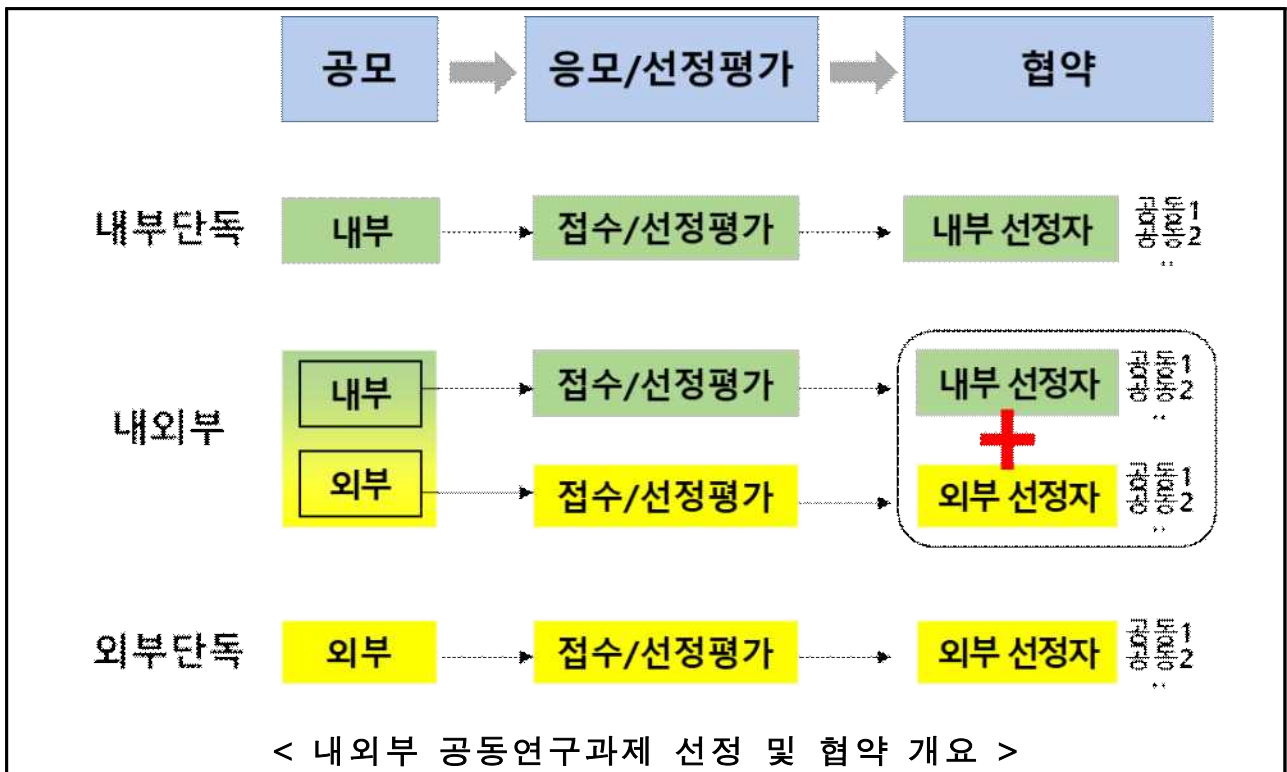 공모 응모/선정평가 협약
내부단독 내부 접수/선정평가 내부 선정자 공동1
공동2
..
내외부 내부 접수/선정평가 내부 선정자 공동1
공동2
..
외부 접수/선정평가 외부 선정자 공동1
공동2
..
외부단독 외부 접수/선정평가 외부 선정자 공동1
공동2
..
< 내외부 공동연구과제 선정 및 협약 개요 >